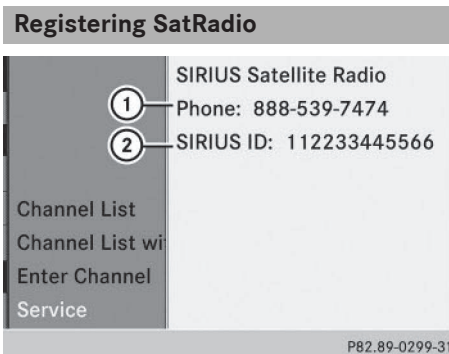 Registering SatRadio
SIRIUS Satellite Radio
1 Phone: 888-539-7474
2 SIRIUS ID: 112233445566
Channel List
Channel List wi
Enter Channel
Service
P82.89-0299-31